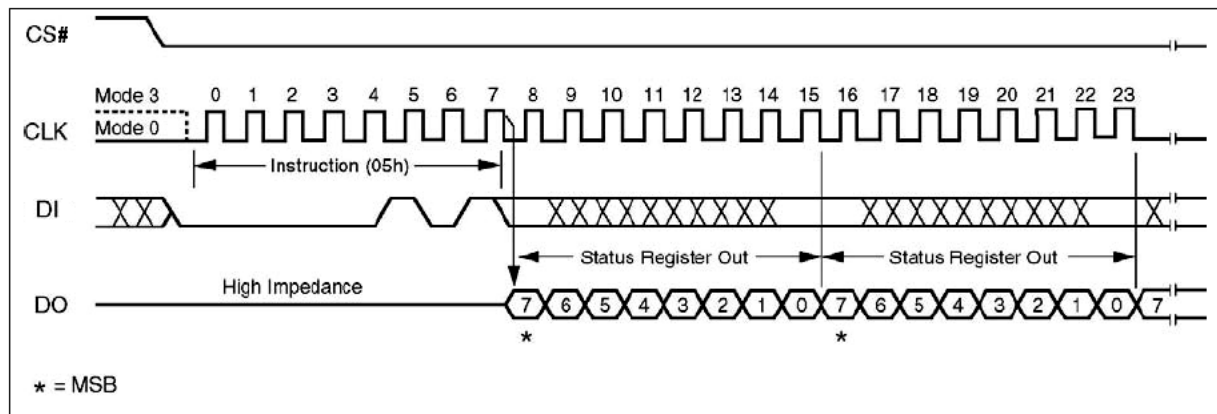 CS#
Mode 3 0 1 2 3 4 5 6 7 8 9 10 11 12 13 14 15 16 17 18 19 20 21 22 23
CLK Mode 0
Instruction (05h)
DI
Status Register Out Status Register Out
High Impedance
DO 7 6 5 4 3 2 1 0 7 6 5 4 3 2 1 0 7
* *
* = MSB